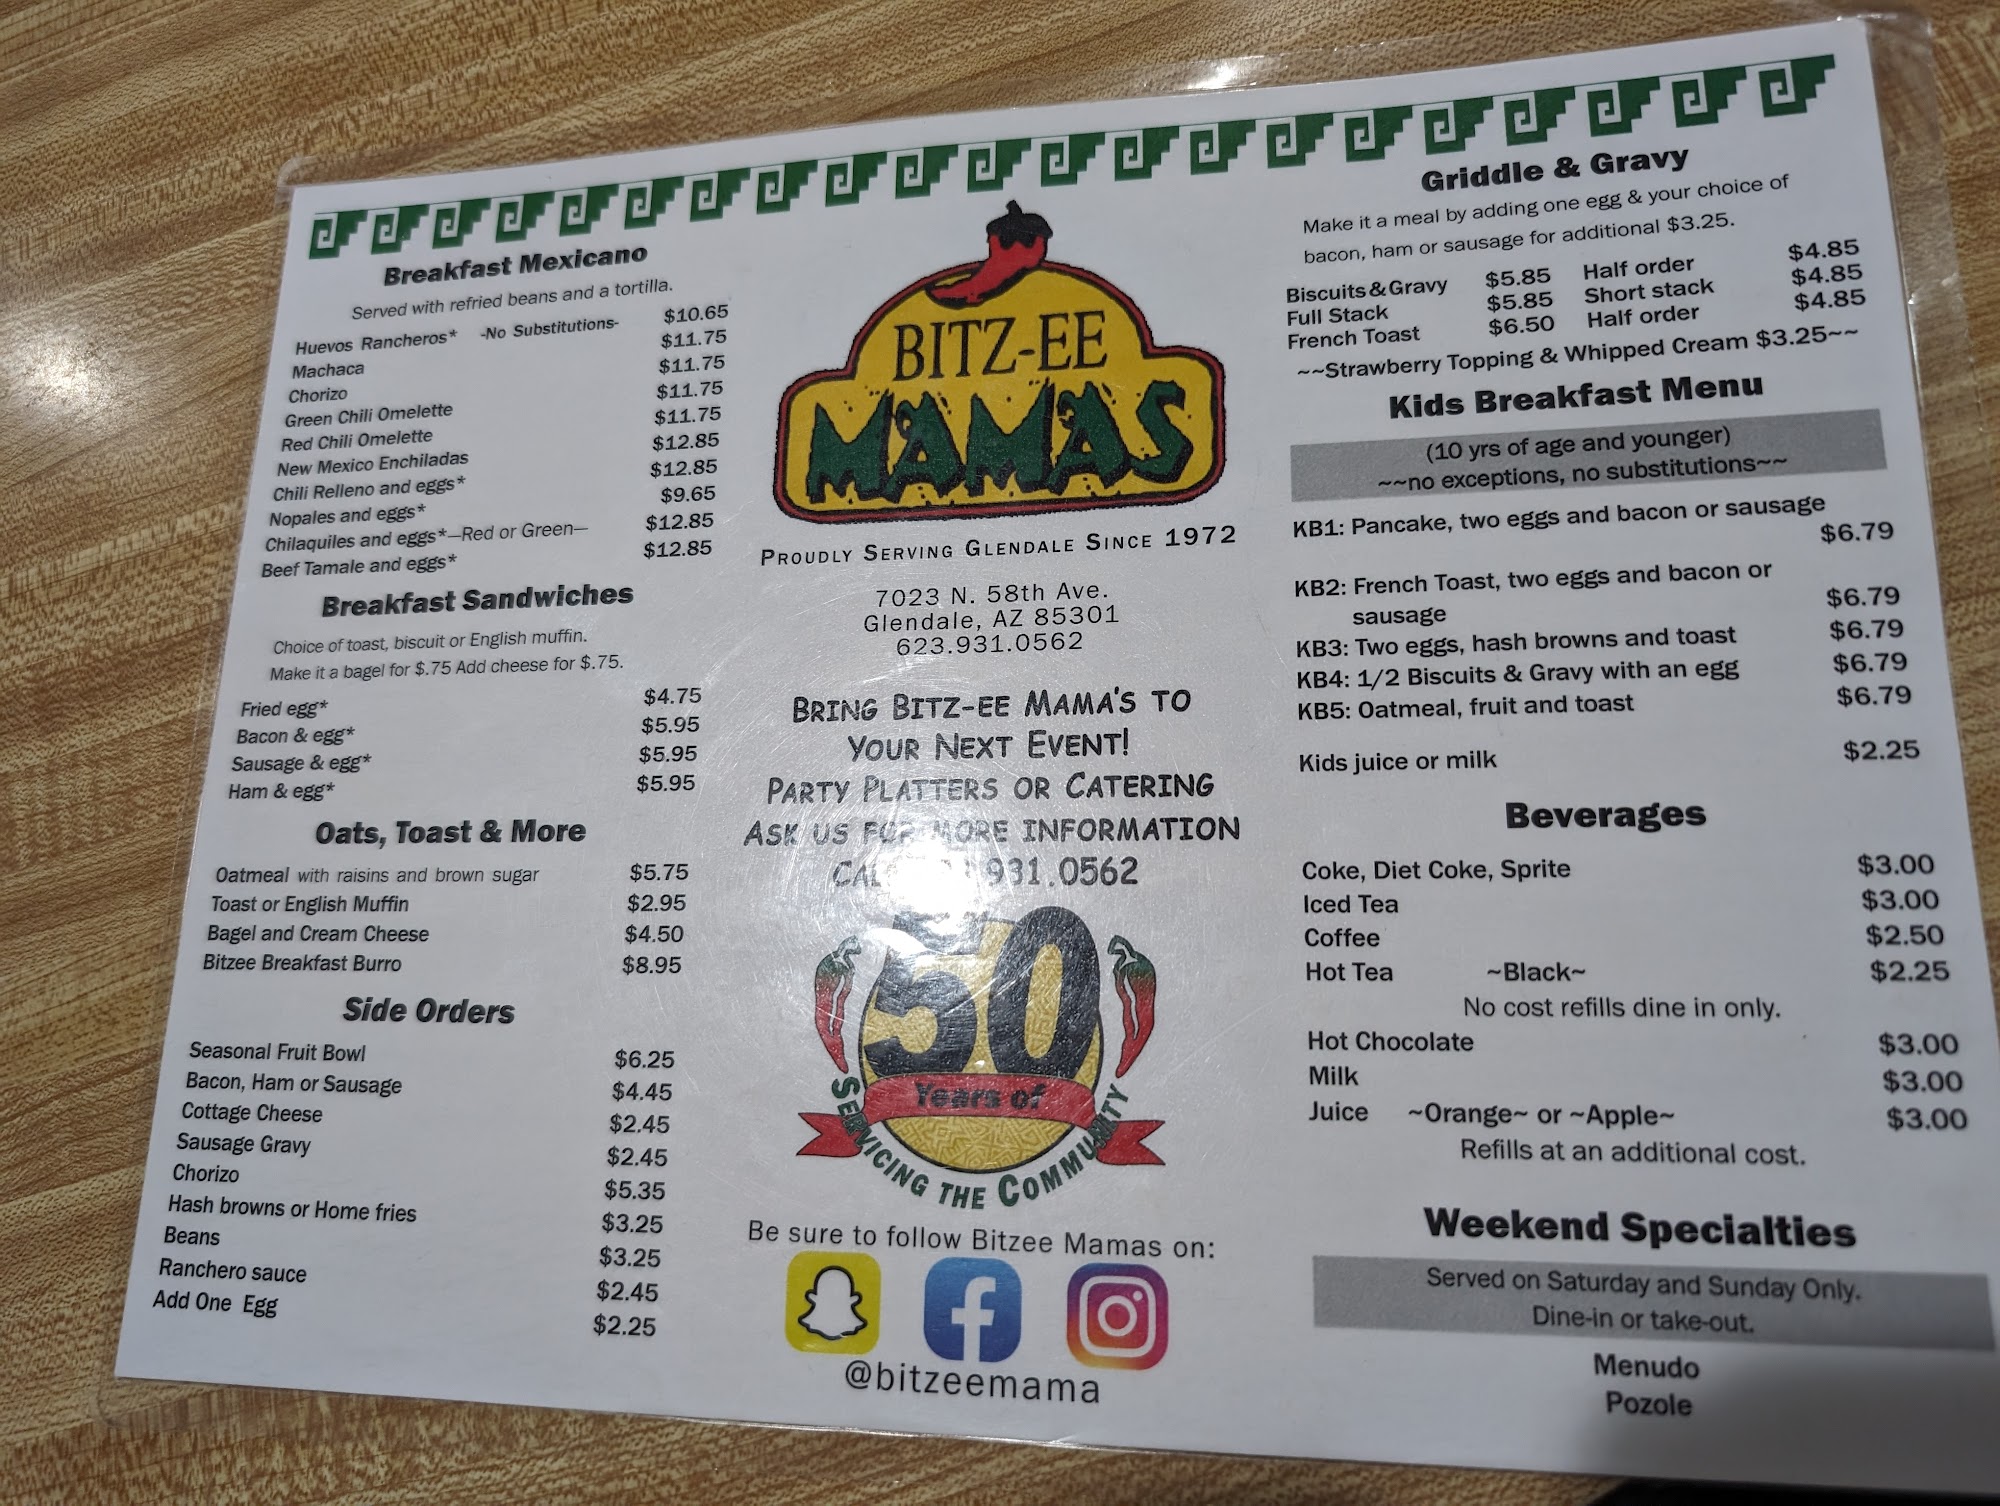 Breakfast Mexicano
Served with refried beans and a tortilla.
Huevos Rancheros* -No Substitutions- $10.65
Machaca $11.75
Chorizo $11.75
Green Chili Omelette $11.75
Red Chili Omelette $11.75
New Mexico Enchiladas $12.85
Chili Relleno and eggs* $12.85
Nopales and eggs* $9.65
Chilaquiles and eggs*—Red or Green— $12.85
Beef Tamale and eggs* $12.85
Breakfast Sandwiches
Choice of toast, biscuit or English muffin.
Make it a bagel for $.75 Add cheese for $.75.
Fried egg* $4.75
Bacon & egg* $5.95
Sausage & egg* $5.95
Ham & egg* $5.95
Oats, Toast & More
Oatmeal with raisins and brown sugar $5.75
Toast or English Muffin $2.95
Bagel and Cream Cheese $4.50
Bitzee Breakfast Burro $8.95
Side Orders
Seasonal Fruit Bowl $6.25
Bacon, Ham or Sausage $4.45
Cottage Cheese $2.45
Sausage Gravy $2.45
Chorizo $5.35
Hash browns or Home fries $3.25
Beans $3.25
Ranchero sauce $2.45
Add One Egg $2.25
BITZ-EE
MAMAS
PROUDLY SERVING GLENDALE SINCE 1972
7023 N. 58th Ave.
Glendale, AZ 85301
623.931.0562
BRING BITZ-EE MAMA'S TO
YOUR NEXT EVENT!
PARTY PLATTERS OR CATERING
ASK US FOR MORE INFORMATION
931.0562
50
Years of
SERVICING THE COMMUNITY
Be sure to follow Bitzee Mamas on:
@bitzeemama
Griddle & Gravy
Make it a meal by adding one egg & your choice of
bacon, ham or sausage for additional $3.25.
Biscuits&Gravy $5.85 Half order $4.85
Full Stack $5.85 Short stack $4.85
French Toast $6.50 Half order $4.85
~~Strawberry Topping & Whipped Cream $3.25~~
Kids Breakfast Menu
(10 yrs of age and younger)
~~no exceptions, no substitutions~~
KB1: Pancake, two eggs and bacon or sausage
$6.79
KB2: French Toast, two eggs and bacon or
sausage $6.79
KB3: Two eggs, hash browns and toast $6.79
KB4: 1/2 Biscuits & Gravy with an egg $6.79
KB5: Oatmeal, fruit and toast $6.79
Kids juice or milk $2.25
Beverages
Coke, Diet Coke, Sprite $3.00
Iced Tea $3.00
Coffee $2.50
Hot Tea ~Black~ $2.25
No cost refills dine in only.
Hot Chocolate $3.00
Milk $3.00
Juice ~Orange~ or ~Apple~ $3.00
Refills at an additional cost.
Weekend Specialties
Served on Saturday and Sunday Only.
Dine-in or take-out.
Menudo
Pozole